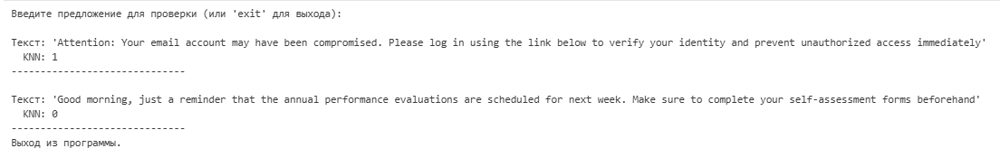 Введите предложение для проверки (или 'exit' для выхода):
Текст: 'Attention: Your email account may have been compromised. Please log in using the link below to verify your identity and prevent unauthorized access immediately'
KNN: 1
------------------------------
Текст: 'Good morning, just a reminder that the annual performance evaluations are scheduled for next week. Make sure to complete your self-assessment forms beforehand'
KNN: 0
------------------------------
Выход из программы.